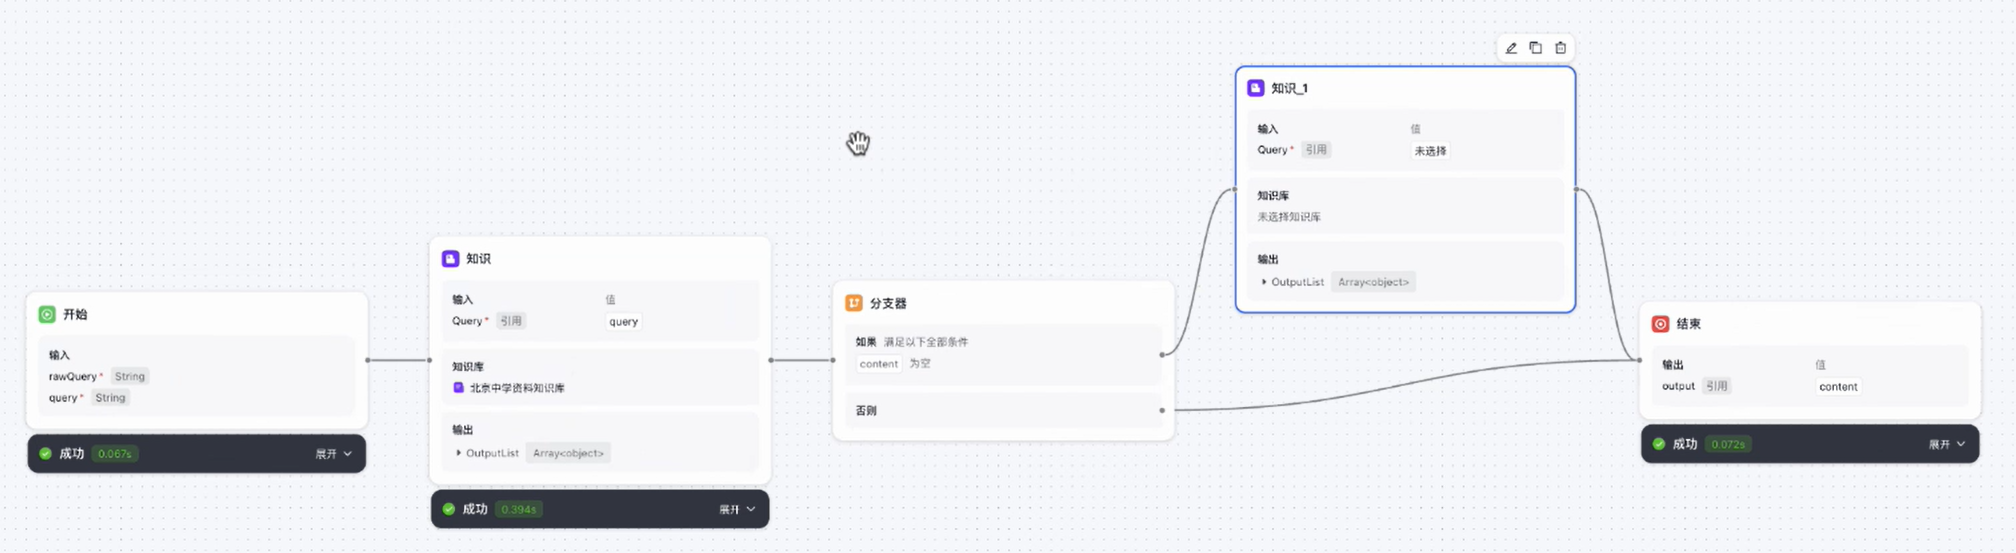 开始
输入
rawQuery* String
query* String
成功 0.067s 展开
知识
输入 值
Query* 引用 query
知识库
北京中学资料知识库
输出
OutputList Array<object>
成功 0.394s 展开
分支器
如果 满足以下全部条件
content 为空
否则
知识_1
输入 值
Query* 引用 未选择
知识库
未选择知识库
输出
OutputList Array<object>
结束
输出 值
output 引用 content
成功 0.072s 展开